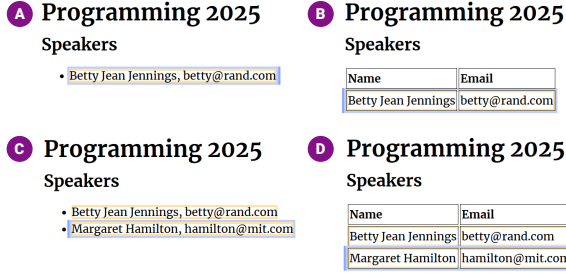 A Programming 2025
Speakers
• Betty Jean Jennings, betty@rand.com
B Programming 2025
Speakers
Name Email
Betty Jean Jennings betty@rand.com
C Programming 2025
Speakers
• Betty Jean Jennings, betty@rand.com
• Margaret Hamilton, hamilton@mit.com
D Programming 2025
Speakers
Name Email
Betty Jean Jennings betty@rand.com
Margaret Hamilton hamilton@mit.com